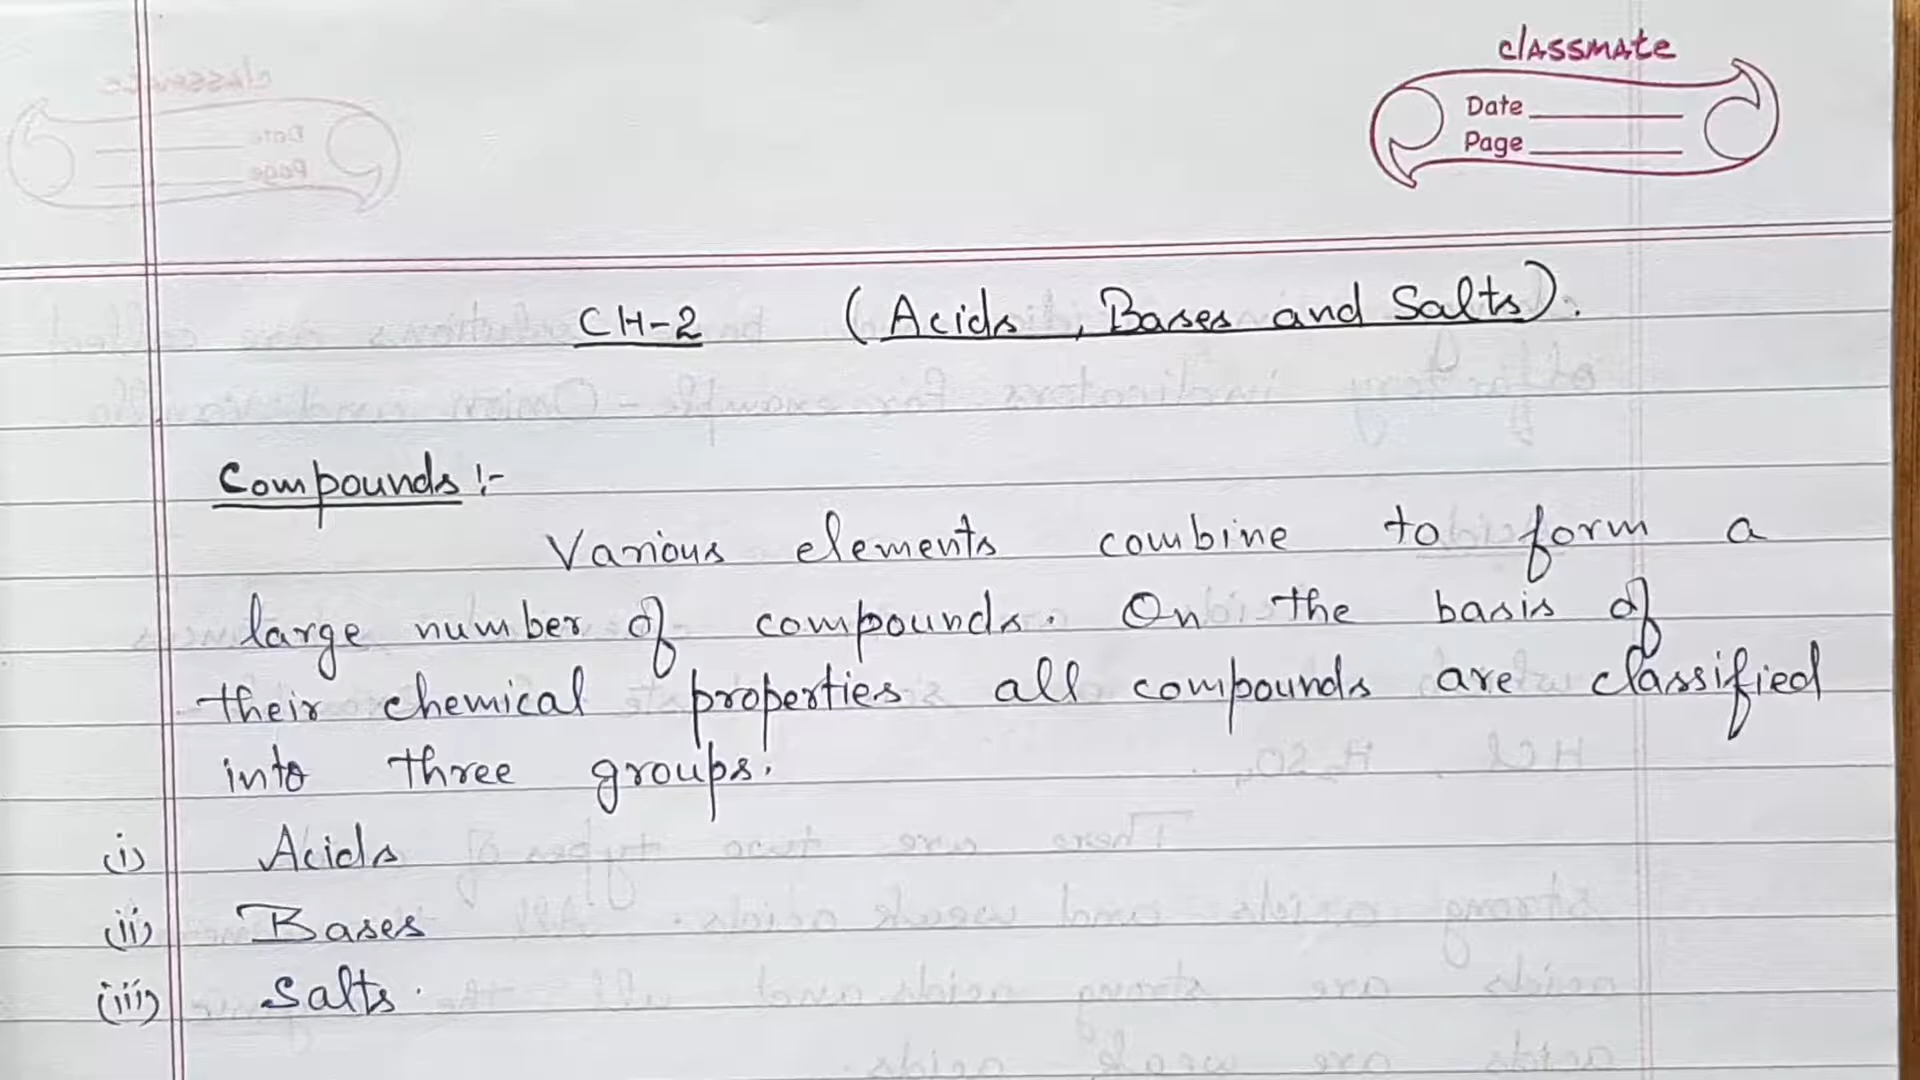 classmate
Date
Page
CH-2 (Acids, Bases and Salts).
Compounds :-
Various elements combine to form a
large number of compounds. On the basis of
their chemical properties all compounds are classified
into three groups.
(i) Acids
(ii) Bases
(iii) Salts.